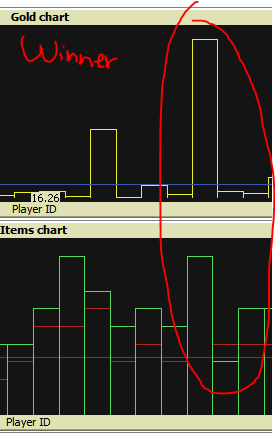 Gold chart
Winner
16.26
Player ID
Items chart
Player ID